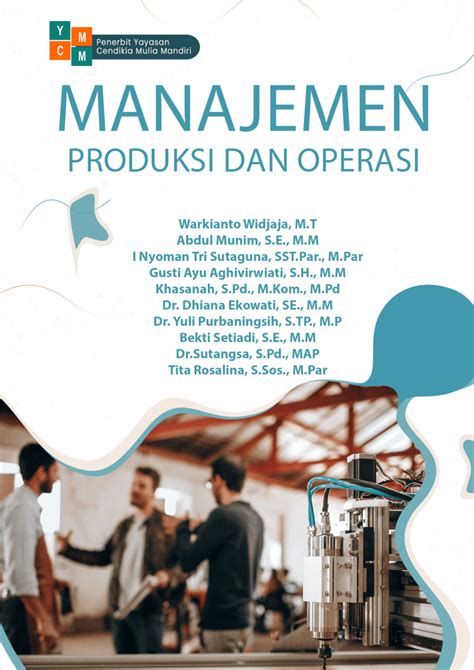 Y M
C M
Penerbit Yayasan
Cendikia Mulia Mandiri
MANAJEMEN
PRODUKSI DAN OPERASI
Warkianto Widjaja, M.T
Abdul Munim, S.E., M.M
I Nyoman Tri Sutaguna, SST.Par., M.Par
Gusti Ayu Aghivirwiati, S.H., M.M
Khasanah, S.Pd., M.Kom., M.Pd
Dr. Dhiana Ekowati, SE., M.M
Dr. Yuli Purbaningsih, S.TP., M.P
Bekti Setiadi, S.E., M.M
Dr.Sutangsa, S.Pd., MAP
Tita Rosalina, S.Sos., M.Par